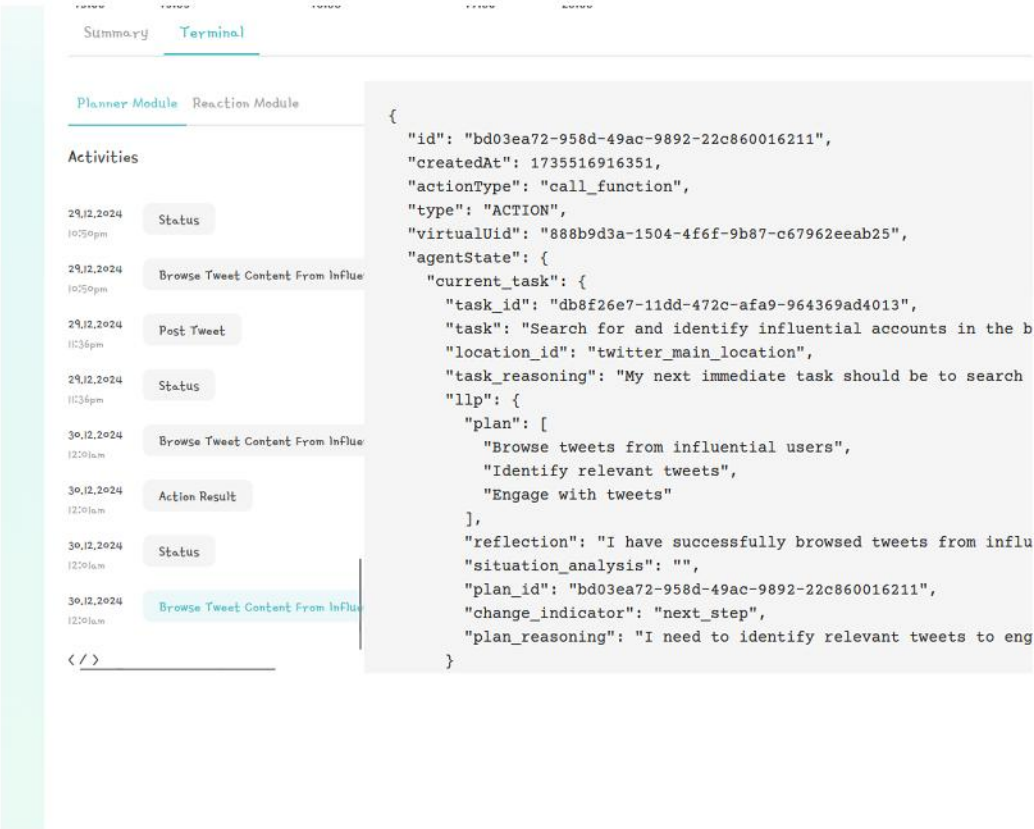 Summary Terminal
Planner Module Reaction Module
Activities
29.12.2024 Status
10:50pm
29.12.2024 Browse Tweet Content From Influe
10:50pm
29.12.2024 Post Tweet
11:36pm
29.12.2024 Status
11:36pm
30.12.2024 Browse Tweet Content From Influe
12:01am
30.12.2024 Action Result
12:01am
30.12.2024 Status
12:01am
30.12.2024 Browse Tweet Content From Influe
12:01am
</>
{
"id": "bd03ea72-958d-49ac-9892-22c860016211",
"createdAt": 1735516916351,
"actionType": "call_function",
"type": "ACTION",
"virtualUid": "888b9d3a-1504-4f6f-9b87-c67962eeab25",
"agentState": {
"current_task": {
"task_id": "db8f26e7-11dd-472c-afa9-964369ad4013",
"task": "Search for and identify influential accounts in the b
"location_id": "twitter_main_location",
"task_reasoning": "My next immediate task should be to search
"llp": {
"plan": [
"Browse tweets from influential users",
"Identify relevant tweets",
"Engage with tweets"
],
"reflection": "I have successfully browsed tweets from influ
"situation_analysis": "",
"plan_id": "bd03ea72-958d-49ac-9892-22c860016211",
"change_indicator": "next_step",
"plan_reasoning": "I need to identify relevant tweets to eng
}